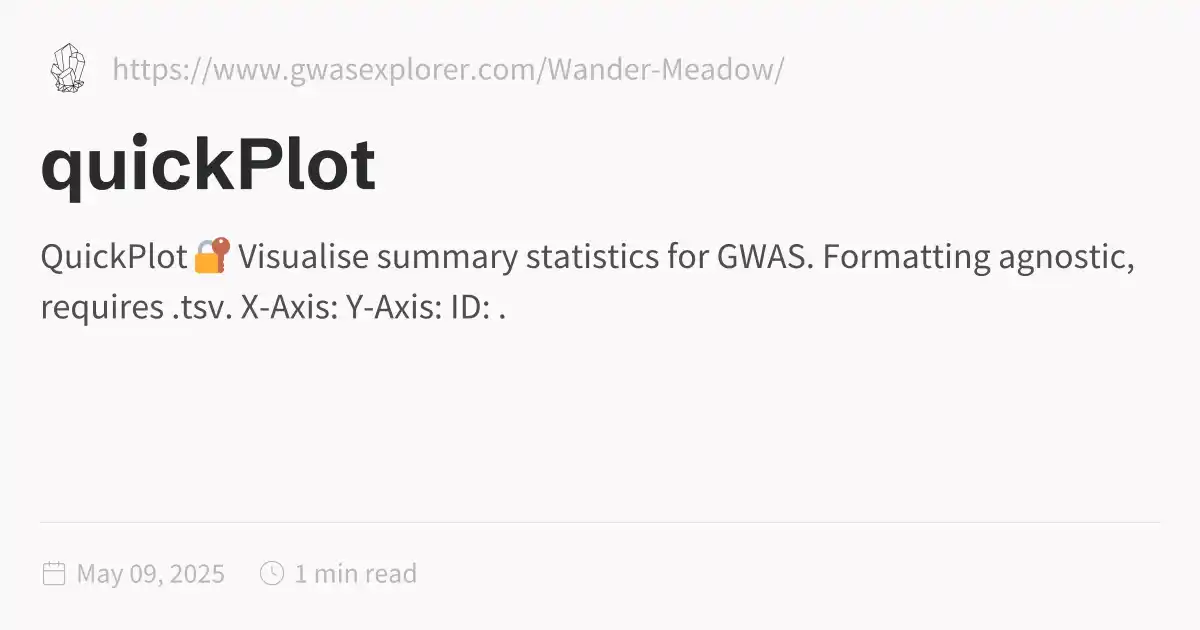 https://www.gwasexplorer.com/Wander-Meadow/
quickPlot
QuickPlot 🔐 Visualise summary statistics for GWAS. Formatting agnostic,
requires .tsv. X-Axis: Y-Axis: ID: .
May 09, 2025 1 min read